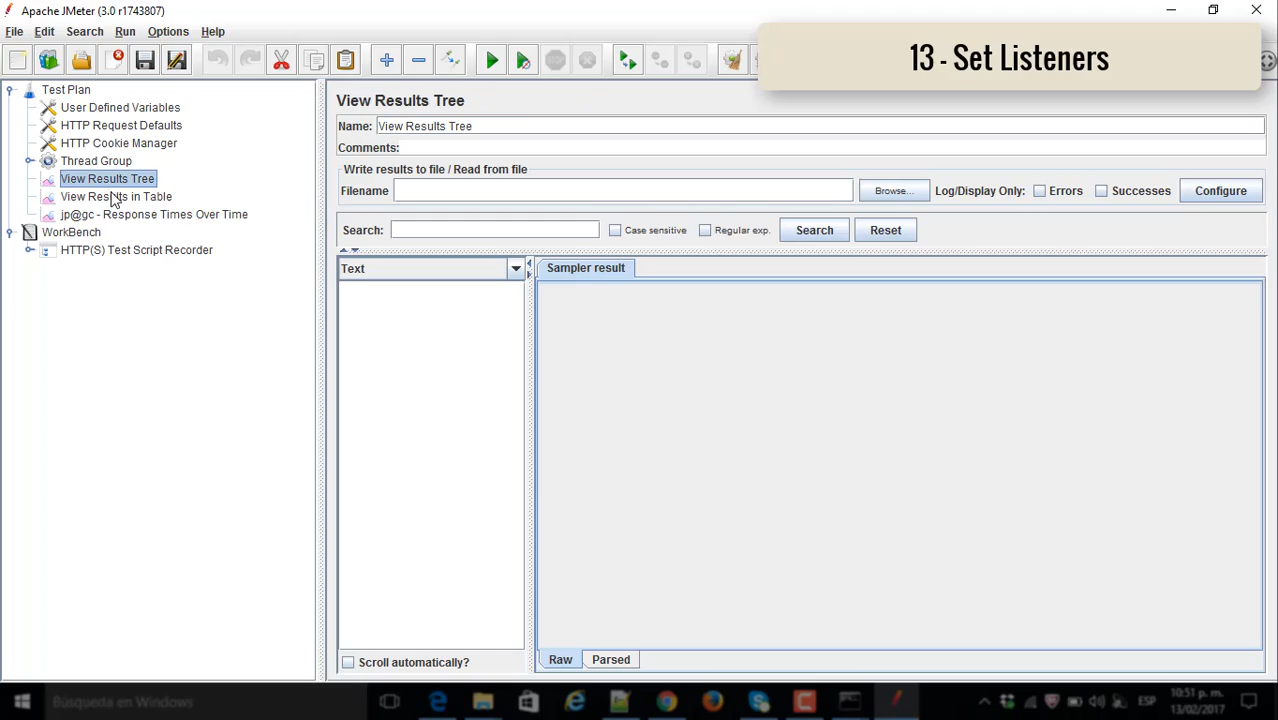 Apache JMeter (3.0 r1743807)
File Edit Search Run Options Help
13 - Set Listeners
Test Plan
User Defined Variables
HTTP Request Defaults
HTTP Cookie Manager
Thread Group
View Results Tree
View Results in Table
jp@gc - Response Times Over Time
WorkBench
HTTP(S) Test Script Recorder
View Results Tree
Name: View Results Tree
Comments:
Write results to file / Read from file
Filename Browse... Log/Display Only: Errors Successes Configure
Search: Case sensitive Regular exp. Search Reset
Text Sampler result
Scroll automatically? Raw Parsed
Búsqueda en Windows
ESP
10:51 p. m.
13/02/2017